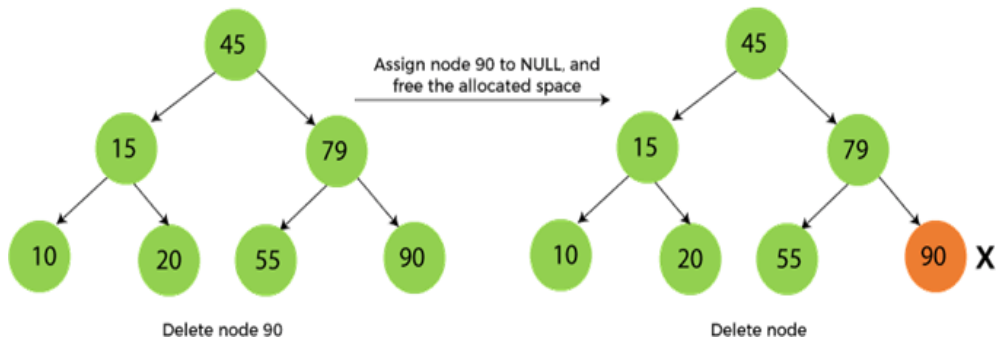 45
45
Assign node 90 to NULL, and
free the allocated space
15
79
15
79
10
20
55
90
10
20
55
90
X
Delete node 90
Delete node